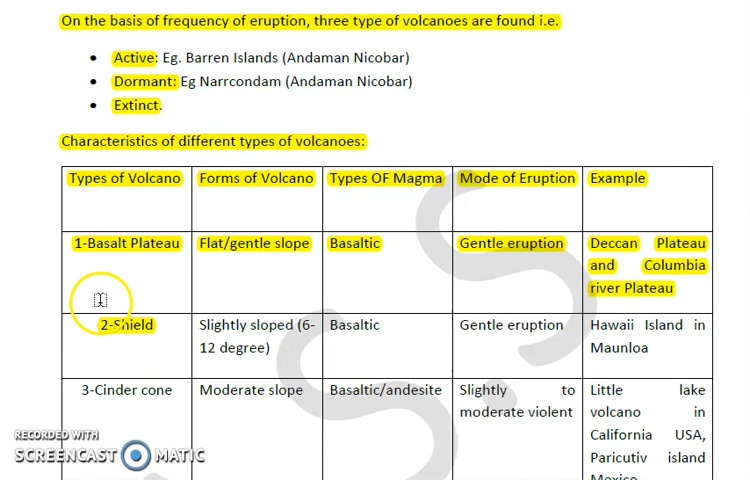 On the basis of frequency of eruption, three type of volcanoes are found i.e.
• Active: Eg. Barren Islands (Andaman Nicobar)
• Dormant: Eg Narrcondam (Andaman Nicobar)
• Extinct.
Characteristics of different types of volcanoes:
Types of Volcano Forms of Volcano Types OF Magma Mode of Eruption Example
1-Basalt Plateau Flat/gentle slope Basaltic Gentle eruption Deccan Plateau
and Columbia
river Plateau
2-Shield Slightly sloped (6- Basaltic Gentle eruption Hawaii Island in
12 degree) Maunloa
3-Cinder cone Moderate slope Basaltic/andesite Slightly to Little lake
moderate violent volcano in
California USA,
Paricutiv island
Mexico
RECORDED WITH
SCREENCAST MATIC